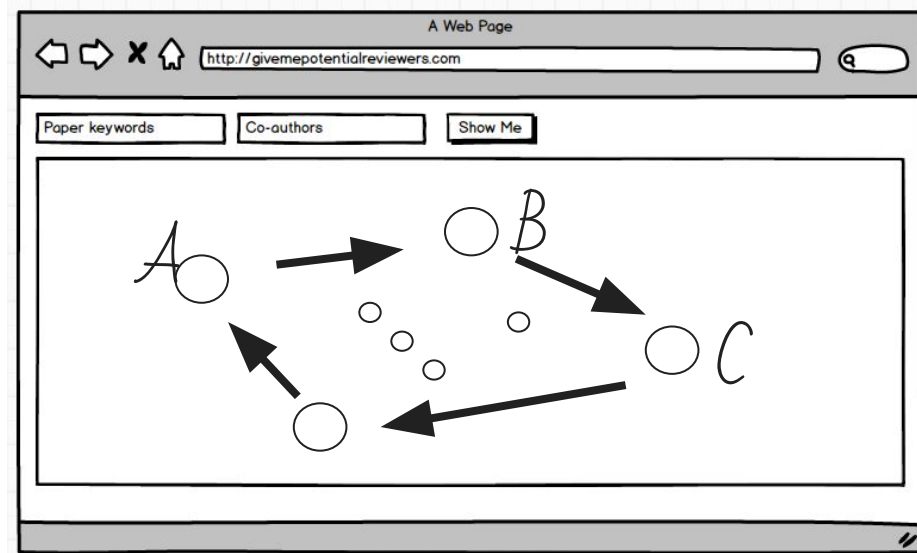 A Web Page
http://givemepotentialreviewers.com
Paper keywords
Co-authors
Show Me
A
B
C